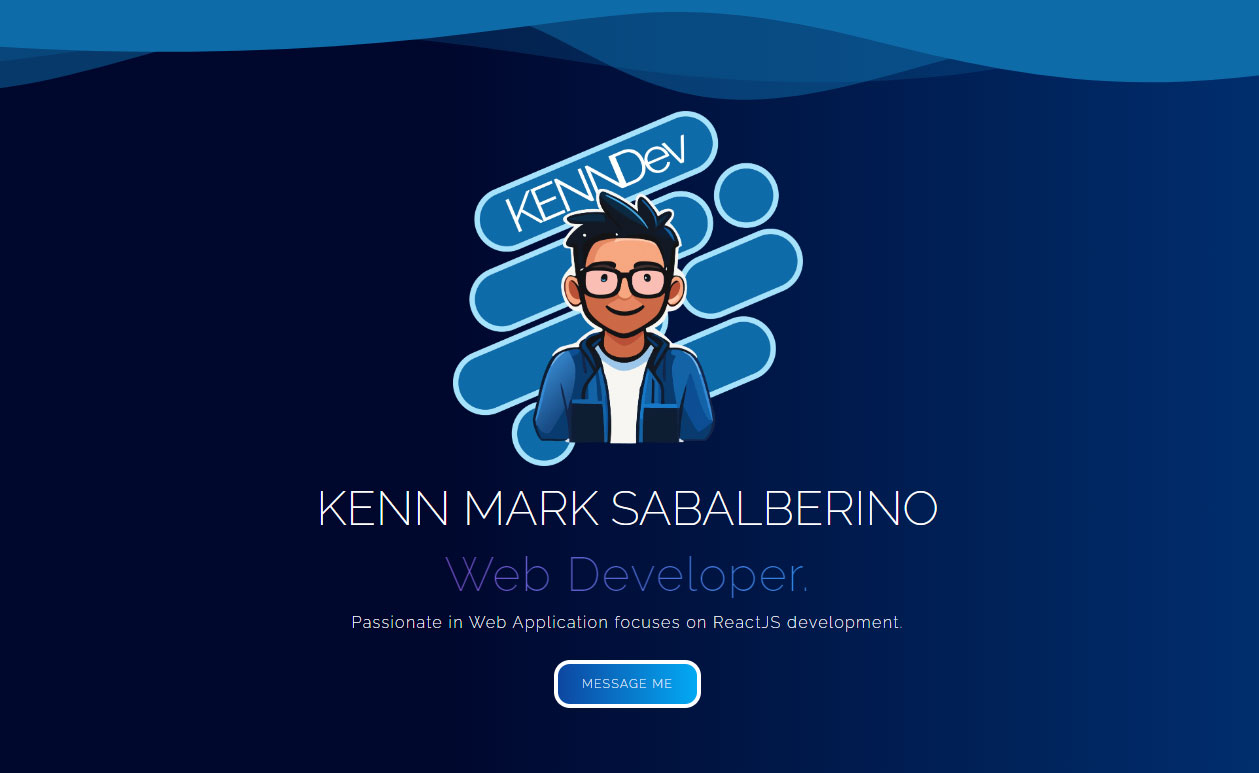 KENNDev
KENN MARK SABALBERINO
Web Developer.
Passionate in Web Application focuses on ReactJS development.
MESSAGE ME